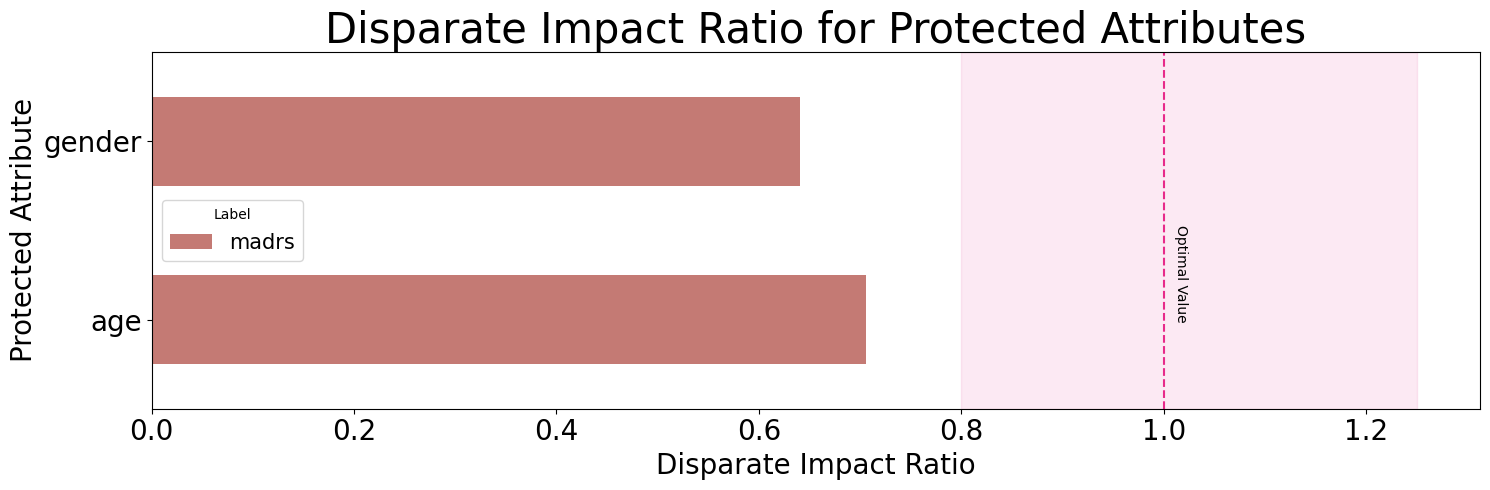 Disparate Impact Ratio for Protected Attributes
Protected Attribute
gender
age
Label
madrs
Optimal Value
0.0 0.2 0.4 0.6 0.8 1.0 1.2
Disparate Impact Ratio